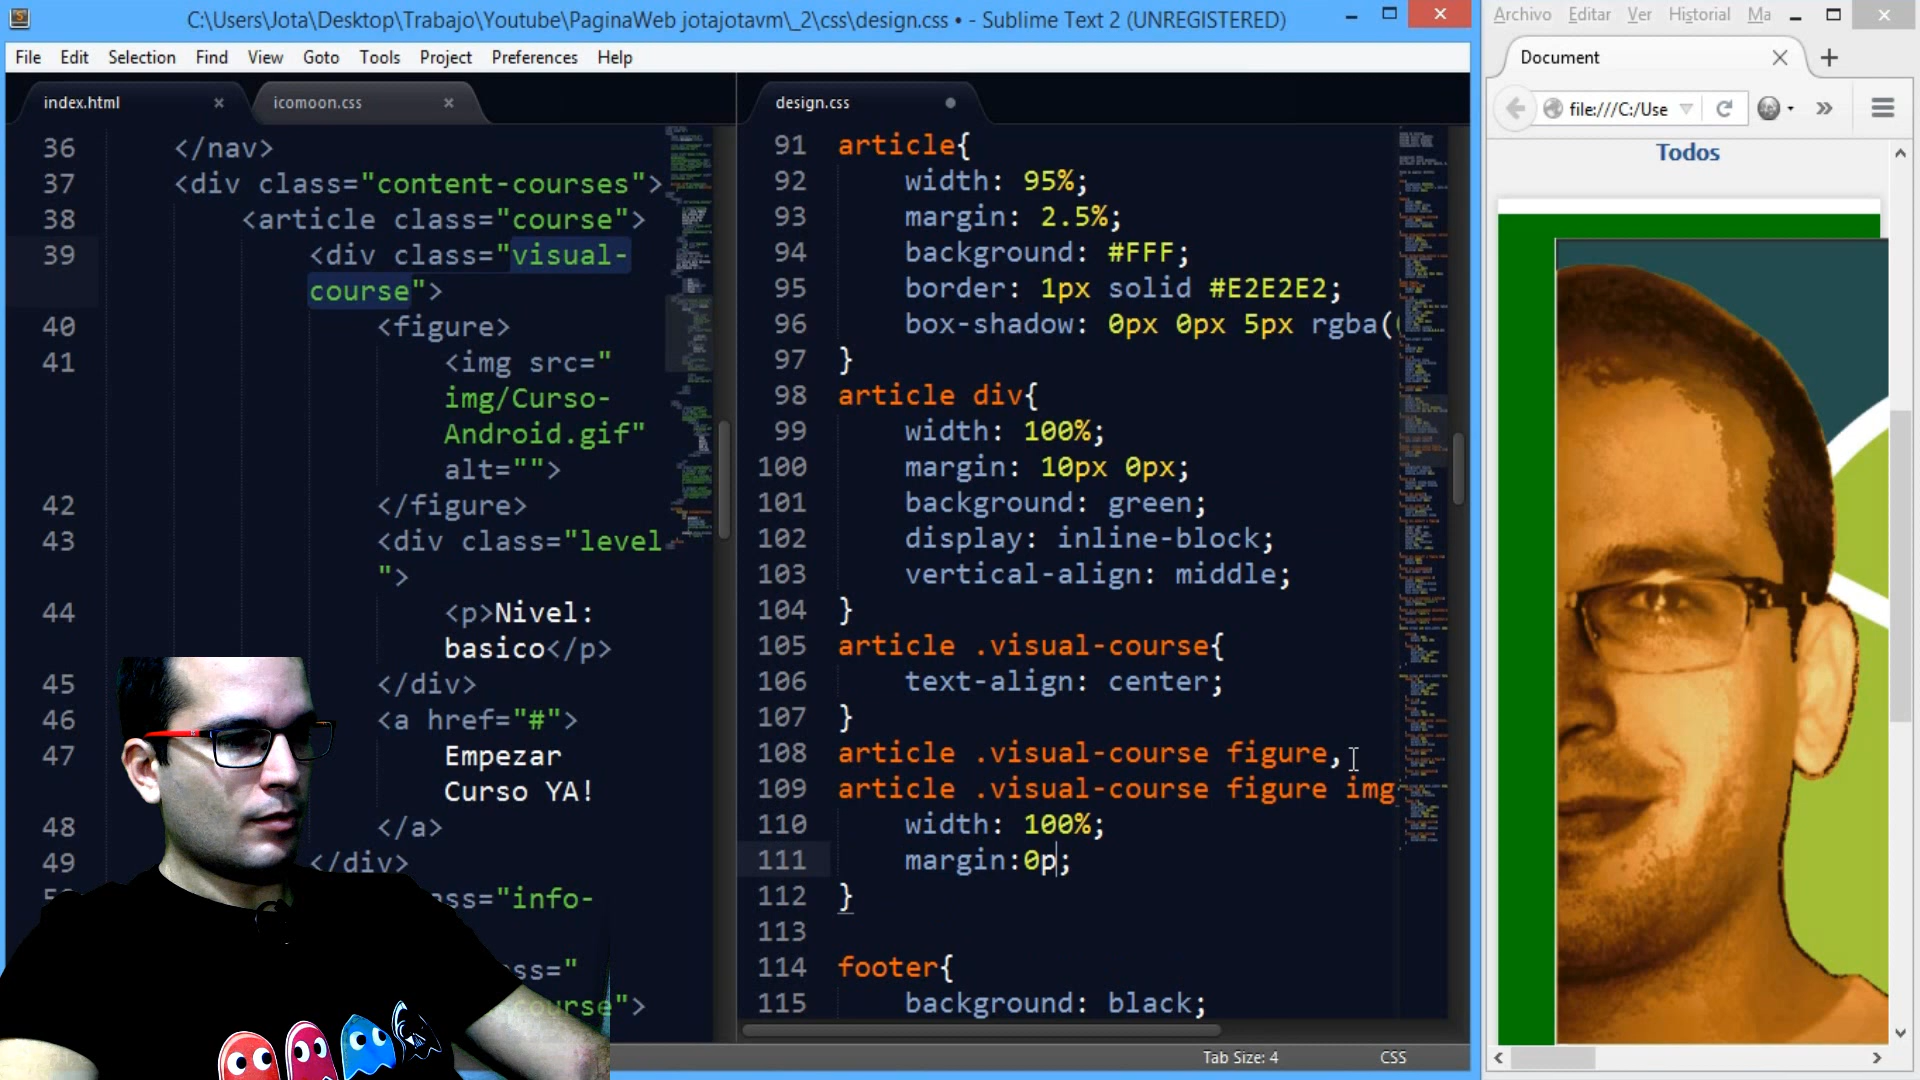 C:\Users\Jota\Desktop\Trabajo\Youtube\PaginaWeb jotajotavm\_2\css\design.css • - Sublime Text 2 (UNREGISTERED)
File Edit Selection Find View Goto Tools Project Preferences Help
index.html × icomoon.css ×
36 </nav>
37 <div class="content-courses">
38 <article class="course">
39 <div class="visual-
course">
40 <figure>
41 <img src="
img/Curso-
Android.gif"
alt="">
42 </figure>
43 <div class="level
">
44 <p>Nivel:
basico</p>
45 </div>
46 <a href="#">
47 Empezar
Curso YA!
48 </a>
49 </div>
="info-
ss="
course">
design.css
91 article{
92 width: 95%;
93 margin: 2.5%;
94 background: #FFF;
95 border: 1px solid #E2E2E2;
96 box-shadow: 0px 0px 5px rgba(
97 }
98 article div{
99 width: 100%;
100 margin: 10px 0px;
101 background: green;
102 display: inline-block;
103 vertical-align: middle;
104 }
105 article .visual-course{
106 text-align: center;
107 }
108 article .visual-course figure,
109 article .visual-course figure img
110 width: 100%;
111 margin:0p;
112 }
113
114 footer{
115 background: black;
Tab Size: 4 CSS
Archivo Editar Ver Historial Ma
Document
file:///C:/Use
Todos